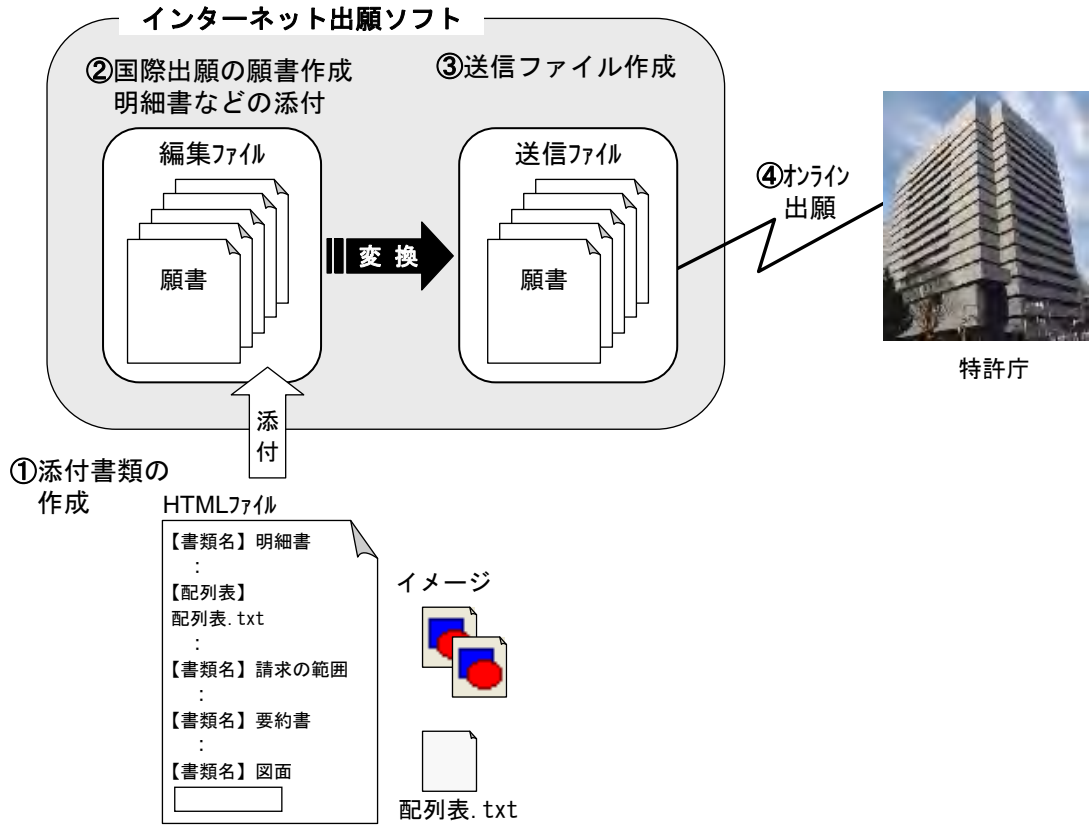 インターネット出願ソフト
②国際出願の願書作成
明細書などの添付
③送信ファイル作成
編集ﾌｧｲﾙ
願書
変 換
送信ﾌｧｲﾙ
願書
④ｵﾝﾗｲﾝ
出願
特許庁
添
付
①添付書類の
作成
HTMLﾌｧｲﾙ
【書類名】明細書
:
【配列表】
配列表.txt
:
【書類名】請求の範囲
:
【書類名】要約書
:
【書類名】図面
イメージ
配列表.txt